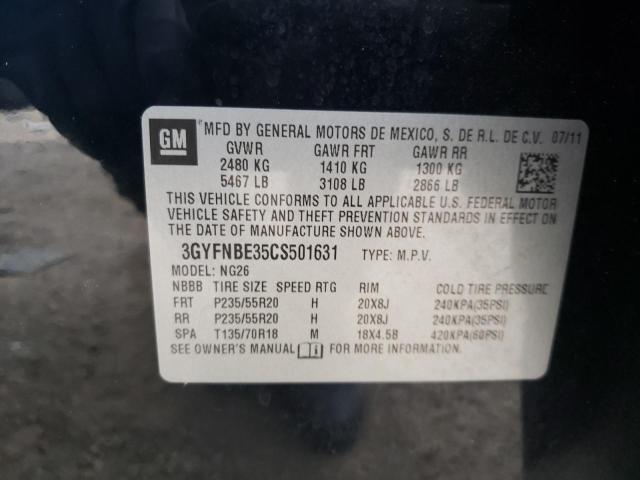 GM MFD BY GENERAL MOTORS DE MEXICO, S. DE R.L. DE C.V. 07/11
GVWR GAWR FRT GAWR RR
2480 KG 1410 KG 1300 KG
5467 LB 3108 LB 2866 LB
THIS VEHICLE CONFORMS TO ALL APPLICABLE U.S. FEDERAL MOTOR
VEHICLE SAFETY AND THEFT PREVENTION STANDARDS IN EFFECT ON
THE DATE OF MANUFACTURE SHOWN ABOVE.
3GYFNBE35CS501631 TYPE: M.P.V.
MODEL: NG26
NBBB TIRE SIZE SPEED RTG RIM COLD TIRE PRESSURE
FRT P235/55R20 H 20X8J 240KPA(35PSI)
RR P235/55R20 H 20X8J 240KPA(35PSI)
SPA T135/70R18 M 18X4.5B 420KPA(60PSI)
SEE OWNER'S MANUAL FOR MORE INFORMATION.